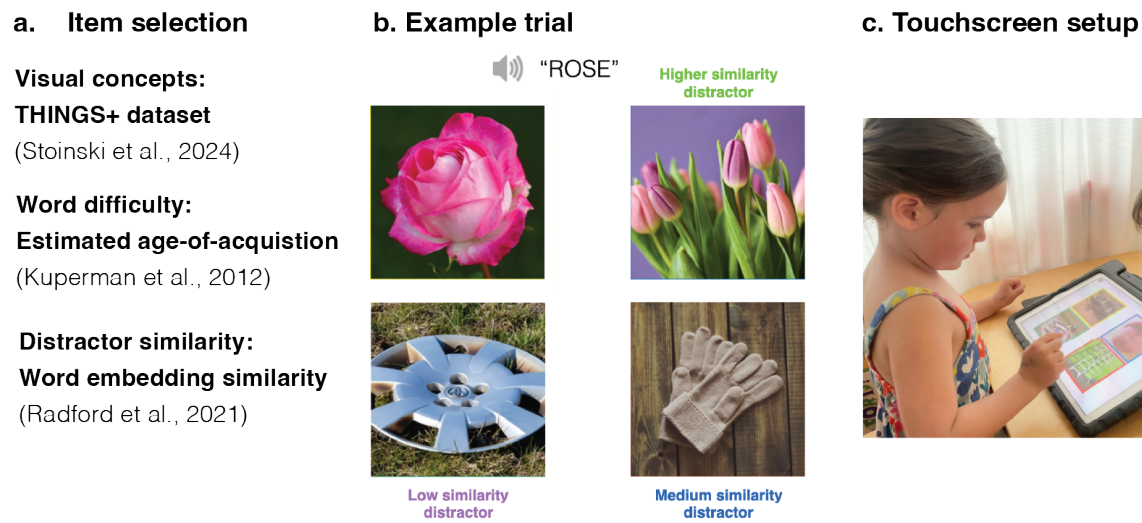 a. Item selection
Visual concepts:
THINGS+ dataset
(Stoinski et al., 2024)
Word difficulty:
Estimated age-of-acquistion
(Kuperman et al., 2012)
Distractor similarity:
Word embedding similarity
(Radford et al., 2021)
b. Example trial
“ROSE”
Higher similarity
distractor
Low similarity
distractor
Medium similarity
distractor
c. Touchscreen setup